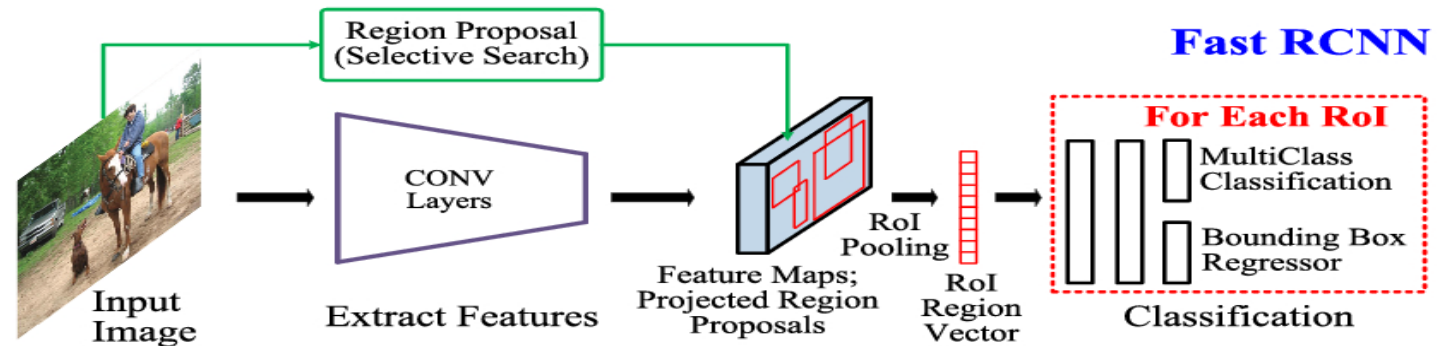 Region Proposal
(Selective Search)
Fast RCNN
CONV
Layers
For Each RoI
MultiClass
Classification
Bounding Box
Regressor
RoI
Pooling
Input
Image
Extract Features
Feature Maps;
Projected Region
Proposals
RoI
Region
Vector
Classification